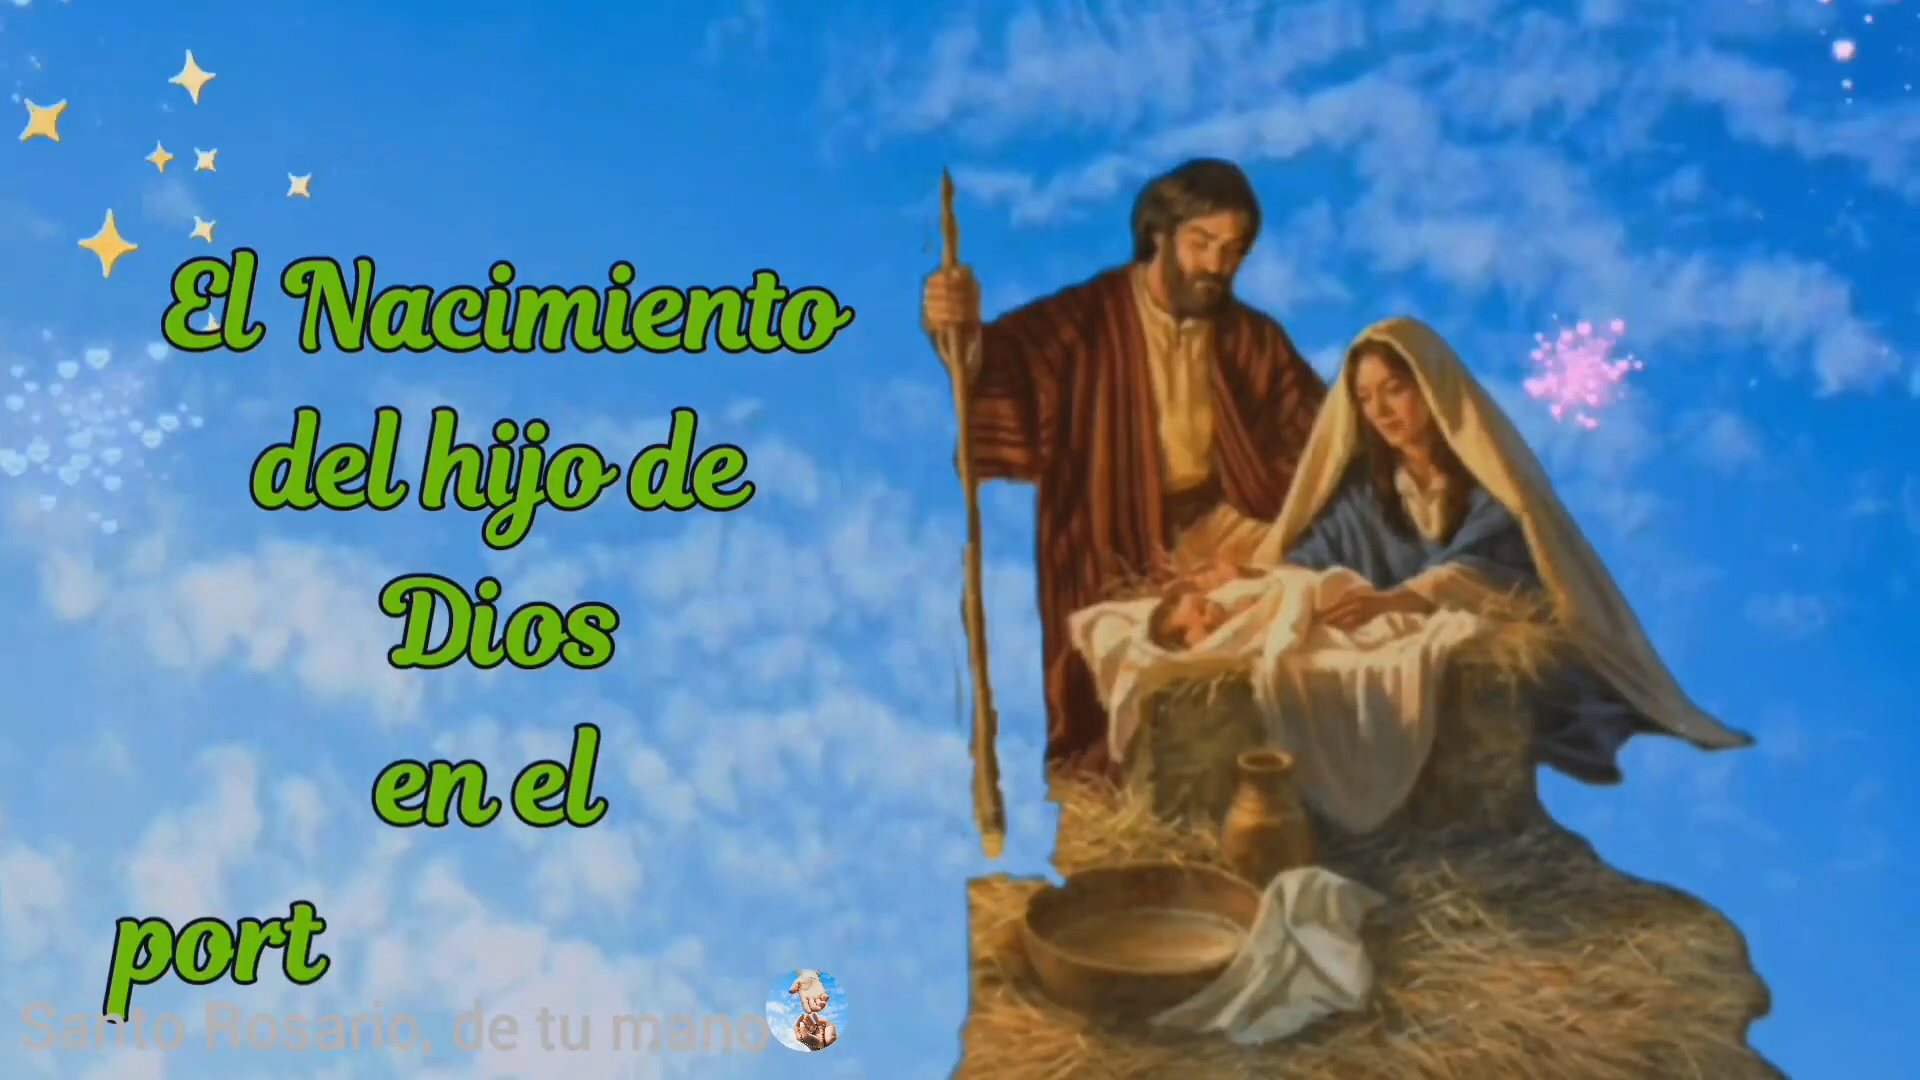 El Nacimiento
del hijo de
Dios
en el
port
Santo Rosario, de tu mano